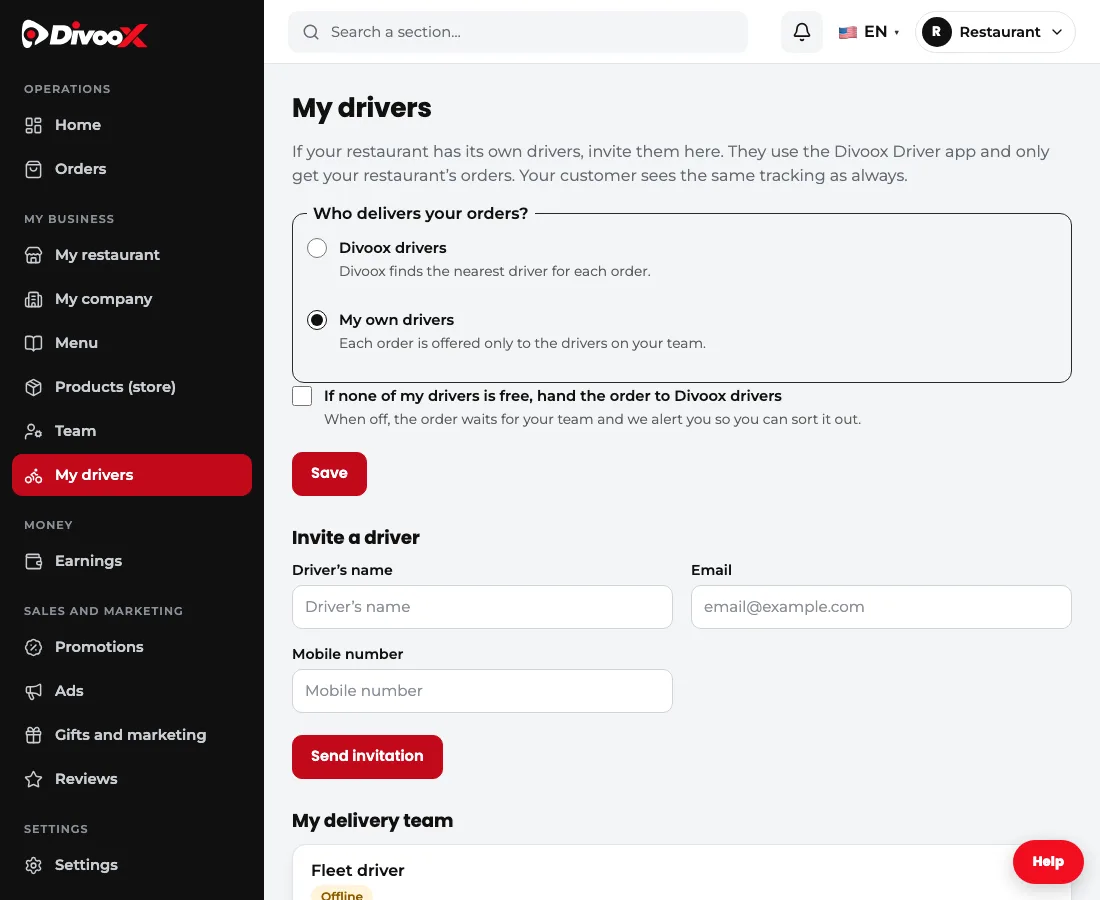 DivooX
Search a section...
EN
R
Restaurant
OPERATIONS
Home
Orders
MY BUSINESS
My restaurant
My company
Menu
Products (store)
Team
My drivers
MONEY
Earnings
SALES AND MARKETING
Promotions
Ads
Gifts and marketing
Reviews
SETTINGS
Settings
My drivers
If your restaurant has its own drivers, invite them here. They use the Divoox Driver app and only
get your restaurant’s orders. Your customer sees the same tracking as always.
Who delivers your orders?
Divoox drivers
Divoox finds the nearest driver for each order.
My own drivers
Each order is offered only to the drivers on your team.
If none of my drivers is free, hand the order to Divoox drivers
When off, the order waits for your team and we alert you so you can sort it out.
Save
Invite a driver
Driver’s name
Email
Driver’s name
email@example.com
Mobile number
Mobile number
Send invitation
My delivery team
Fleet driver
Offline
Help